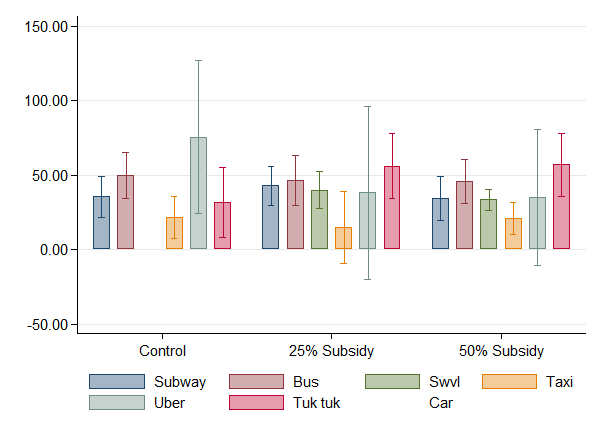 150.00
100.00
50.00
0.00
-50.00
Control 25% Subsidy 50% Subsidy
Subway Bus Swvl Taxi
Uber Tuk tuk Car